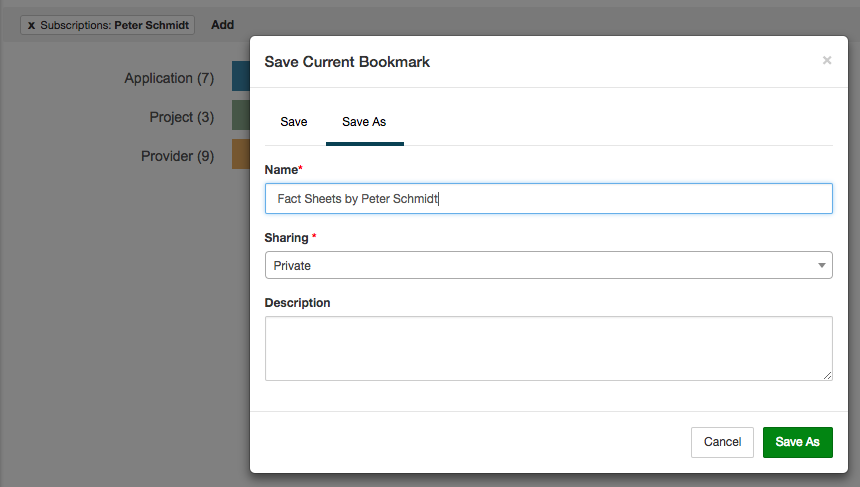 x Subscriptions: Peter Schmidt Add
Application (7)
Project (3)
Provider (9)
Save Current Bookmark ×
Save Save As
Name*
Fact Sheets by Peter Schmidt
Sharing *
Private
Description
Cancel Save As